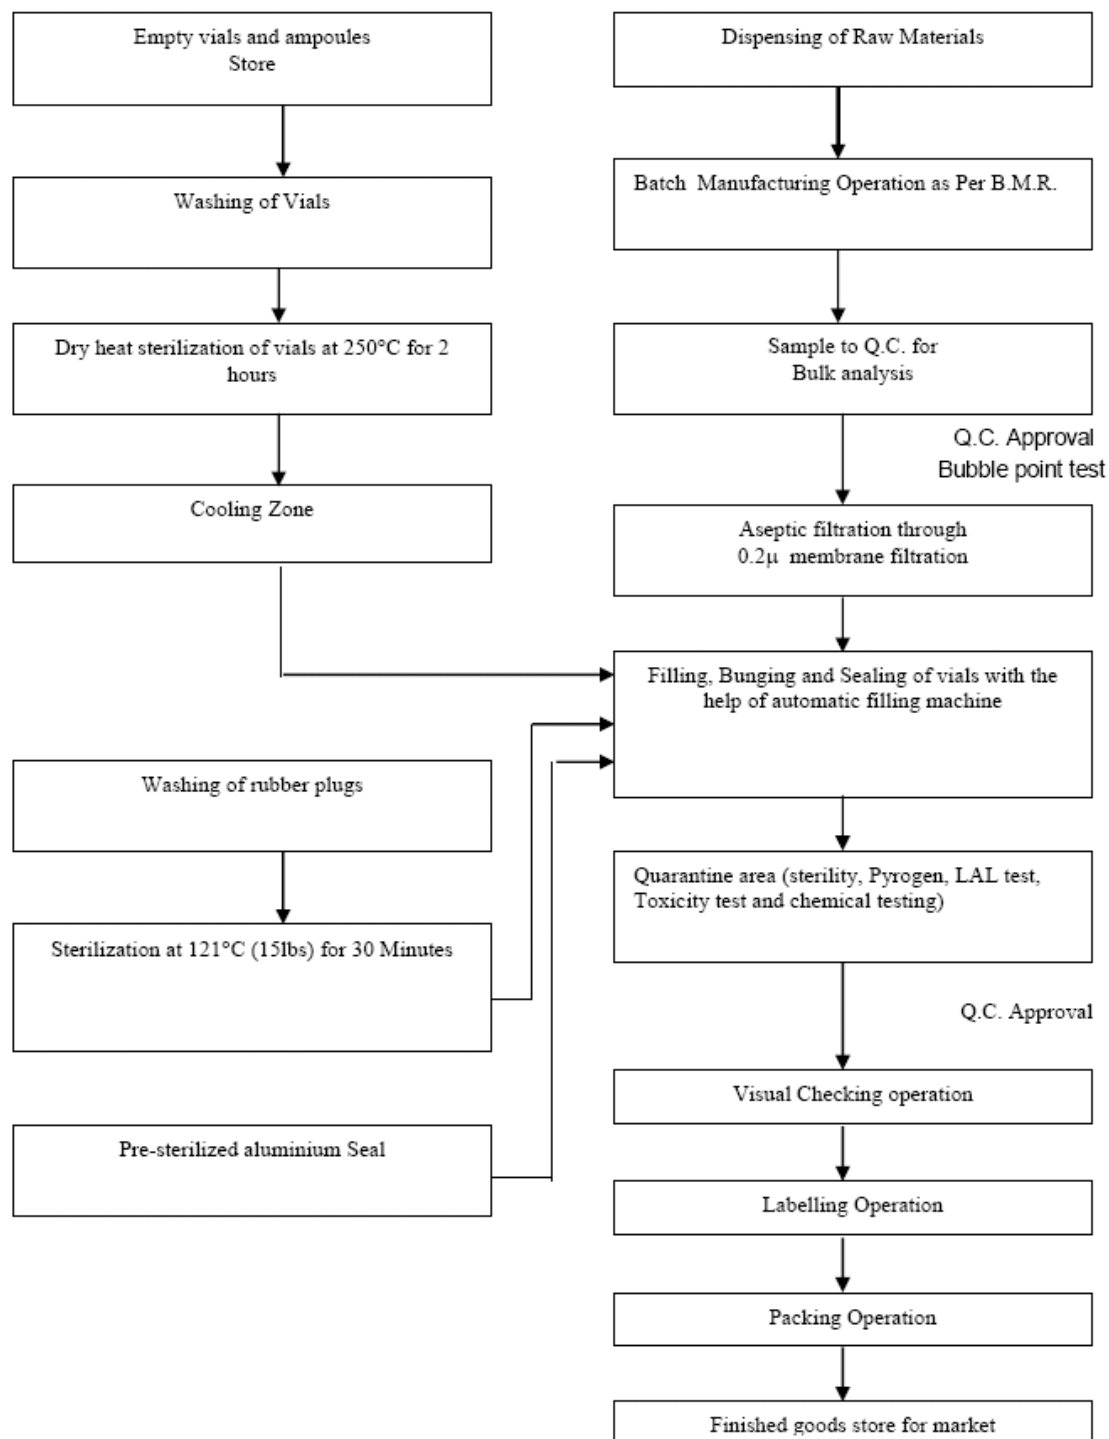 Empty vials and ampoules
Store
Washing of Vials
Dry heat sterilization of vials at 250°C for 2
hours
Cooling Zone
Washing of rubber plugs
Sterilization at 121°C (15lbs) for 30 Minutes
Pre-sterilized aluminium Seal
Dispensing of Raw Materials
Batch Manufacturing Operation as Per B.M.R.
Sample to Q.C. for
Bulk analysis
Q.C. Approval
Bubble point test
Aseptic filtration through
0.2μ membrane filtration
Filling, Bunging and Sealing of vials with the
help of automatic filling machine
Quarantine area (sterility, Pyrogen, LAL test,
Toxicity test and chemical testing)
Q.C. Approval
Visual Checking operation
Labelling Operation
Packing Operation
Finished goods store for market